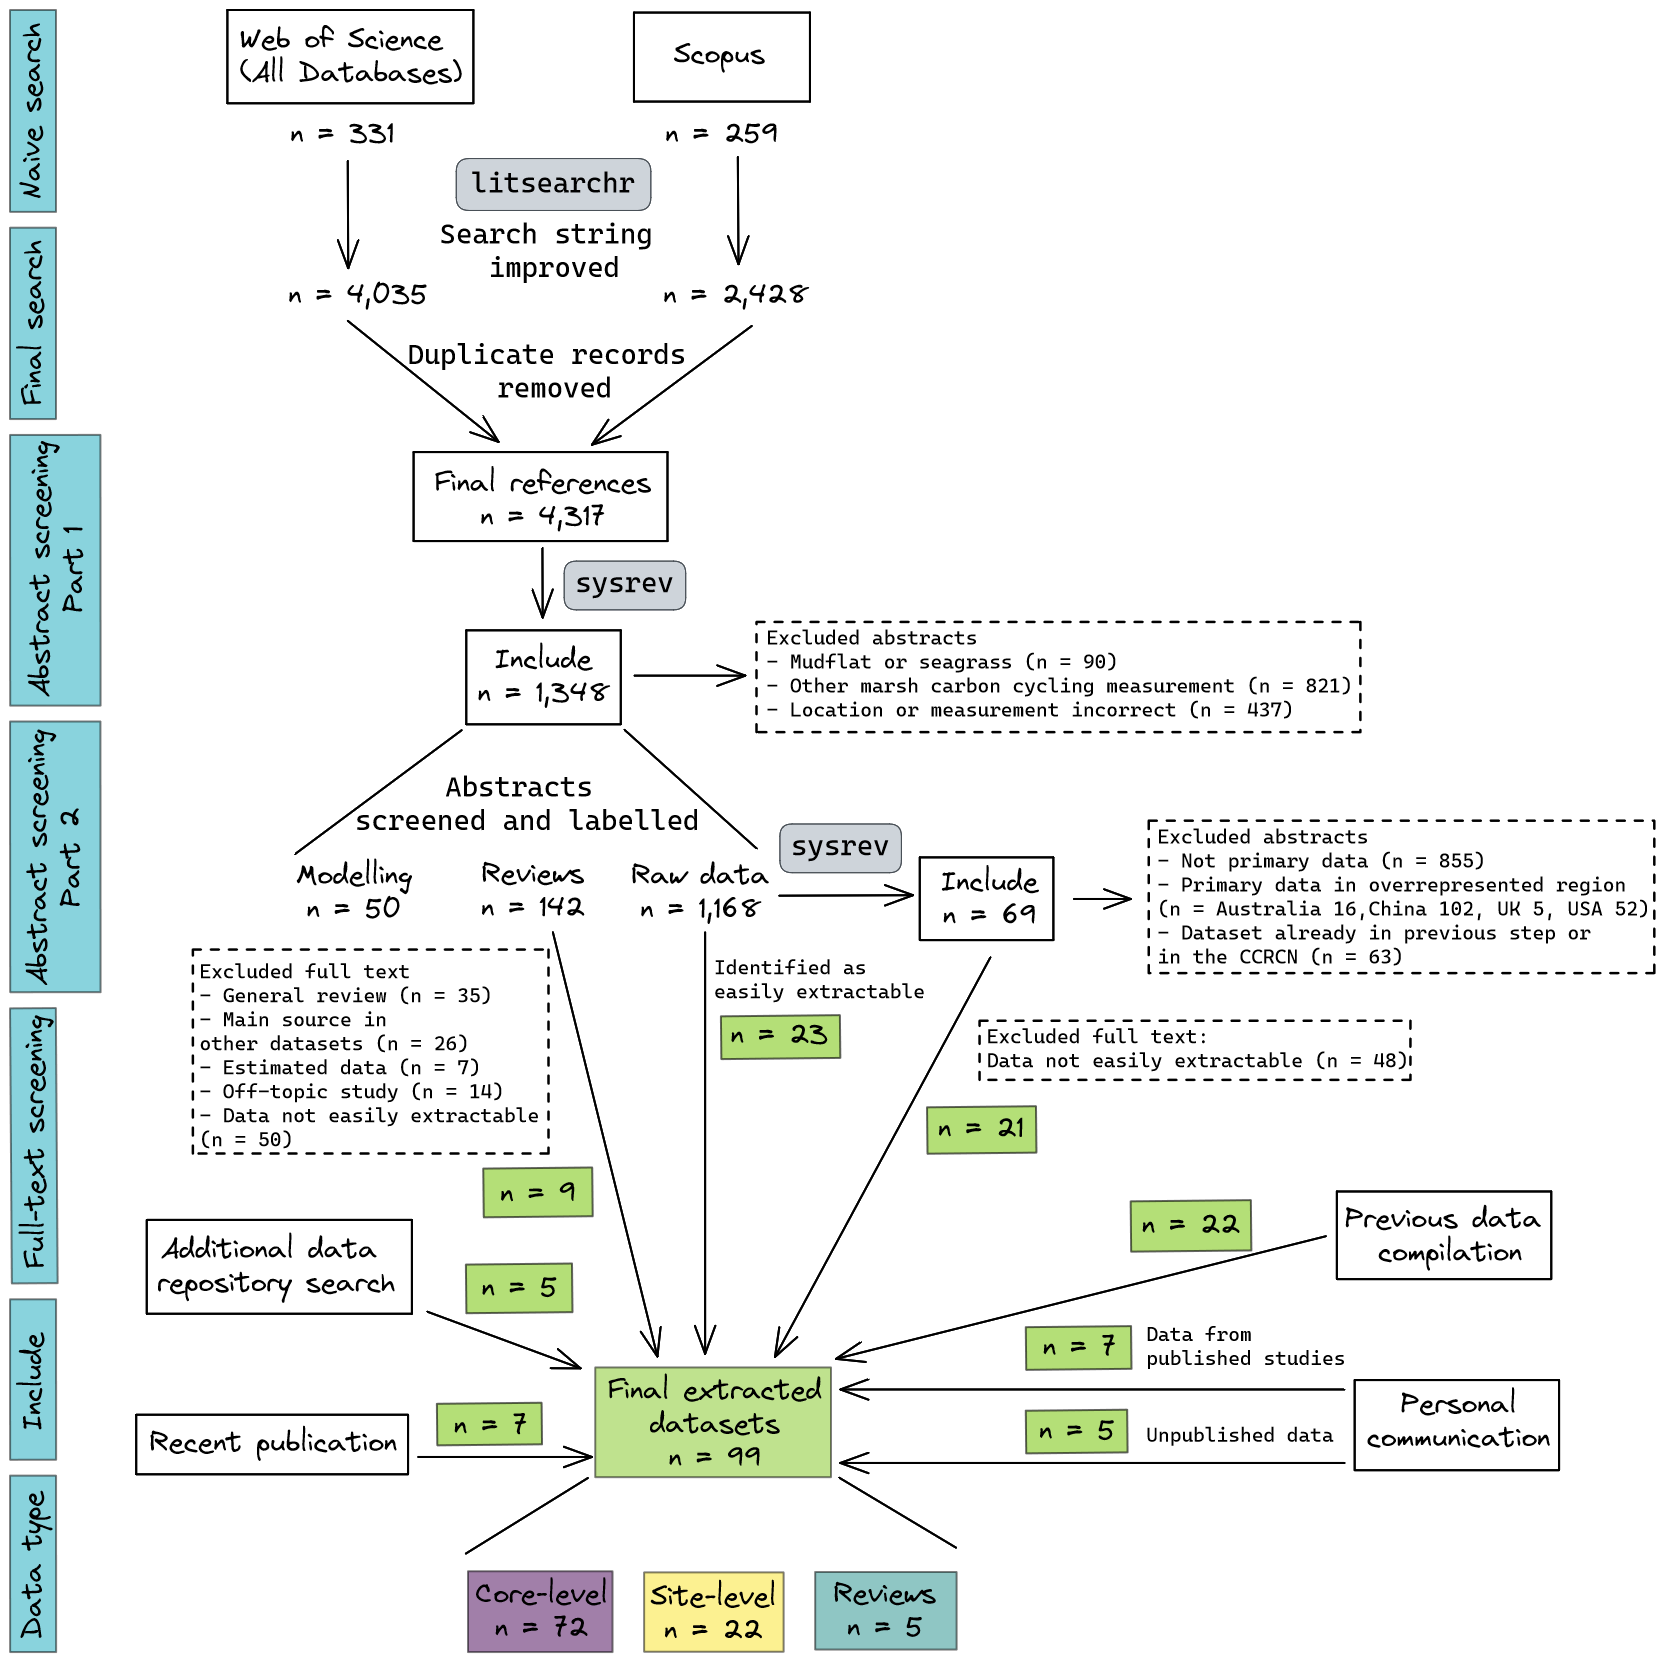 Naive search
Web of Science
(All Databases)
Scopus
n = 331
n = 259
litsearchr
Search string
improved
Final search
n = 4,035
n = 2,428
Duplicate records
removed
Abstract screening
Part 1
Final references
n = 4,317
sysrev
Include
n = 1,348
Excluded abstracts
- Mudflat or seagrass (n = 90)
- Other marsh carbon cycling measurement (n = 821)
- Location or measurement incorrect (n = 437)
Abstract screening
Part 2
Abstracts
screened and labelled
Modelling
n = 50
Reviews
n = 142
Raw data
n = 1,168
sysrev
Include
n = 69
Excluded abstracts
- Not primary data (n = 855)
- Primary data in overrepresented region
(n = Australia 16,China 102, UK 5, USA 52)
- Dataset already in previous step or
in the CCRCN (n = 63)
Full-text screening
Excluded full text
- General review (n = 35)
- Main source in
other datasets (n = 26)
- Estimated data (n = 7)
- Off-topic study (n = 14)
- Data not easily extractable
(n = 50)
Identified as
easily extractable
n = 23
Excluded full text:
Data not easily extractable (n = 48)
n = 21
n = 9
Additional data
repository search
n = 5
n = 22
Previous data
compilation
Include
n = 7
Data from
published studies
Final extracted
datasets
n = 99
Recent publication
n = 7
n = 5
Unpublished data
Personal
communication
Data type
Core-level
n = 72
Site-level
n = 22
Reviews
n = 5